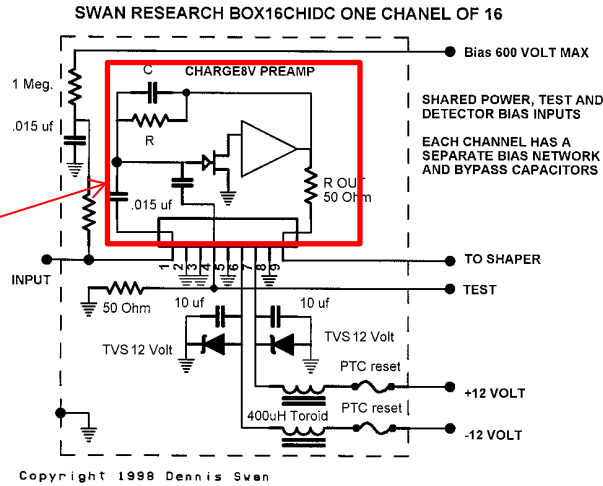 SWAN RESEARCH BOX16CHIDC ONE CHANEL OF 16
Bias 600 VOLT MAX
C
CHARGE8V PREAMP
1 Meg.
SHARED POWER, TEST AND
DETECTOR BIAS INPUTS
.015 uf
R
EACH CHANNEL HAS A
SEPARATE BIAS NETWORK
AND BYPASS CAPACITORS
R OUT
50 Ohm
.015 uf
1 2 3 4 5 6 7 8 9
TO SHAPER
INPUT
TEST
50 Ohm
10 uf
10 uf
TVS 12 Volt
TVS 12 Volt
PTC reset
+12 VOLT
400uH Toroid
PTC reset
-12 VOLT
Copyright 1998 Dennis Swan